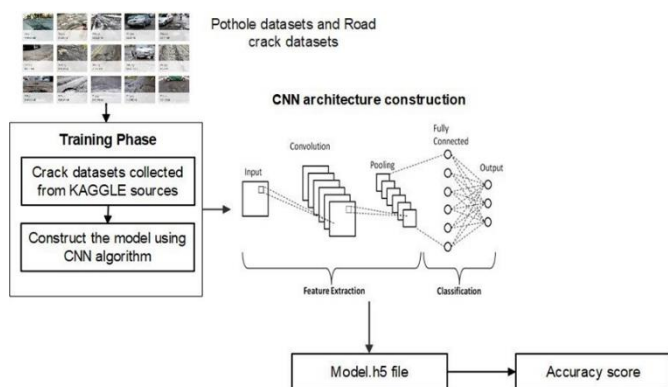 Pothole datasets and Road
crack datasets
CNN architecture construction
Training Phase
Crack datasets collected
from KAGGLE sources
Construct the model using
CNN algorithm
Input
Convolution
Pooling
Fully
Connected
Output
Feature Extraction
Classification
Model.h5 file
Accuracy score